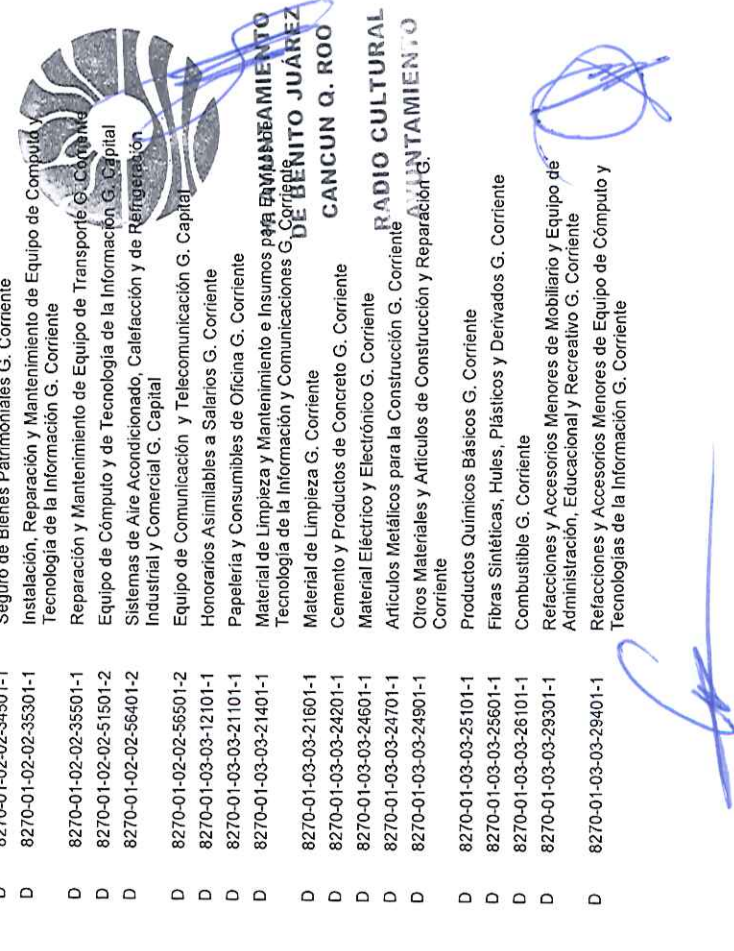 D 8270-01-02-02-34501-1 Seguro de Bienes Patrimoniales G. Corriente
D 8270-01-02-02-35301-1 Instalación, Reparación y Mantenimiento de Equipo de Computo y
Tecnología de la Información G. Corriente
D 8270-01-02-02-35501-1 Reparación y Mantenimiento de Equipo de Transporte G. Corriente
D 8270-01-02-02-51501-2 Equipo de Cómputo y de Tecnología de la Información G. Capital
D 8270-01-02-02-56401-2 Sistemas de Aire Acondicionado, Calefacción y de Refrigeración
Industrial y Comercial G. Capital
D 8270-01-02-02-56501-2 Equipo de Comunicación y Telecomunicación G. Capital
D 8270-01-03-03-12101-1 Honorarios Asimilables a Salarios G. Corriente
D 8270-01-03-03-21101-1 Papelería y Consumibles de Oficina G. Corriente
D 8270-01-03-03-21401-1 Material de Limpieza y Mantenimiento e Insumos para Equipos de
Tecnología de la Información y Comunicaciones G. Corriente
D 8270-01-03-03-21601-1 Material de Limpieza G. Corriente
D 8270-01-03-03-24201-1 Cemento y Productos de Concreto G. Corriente
D 8270-01-03-03-24601-1 Material Eléctrico y Electrónico G. Corriente
D 8270-01-03-03-24701-1 Artículos Metálicos para la Construcción G. Corriente
D 8270-01-03-03-24901-1 Otros Materiales y Artículos de Construcción y Reparación G.
Corriente
D 8270-01-03-03-25101-1 Productos Químicos Básicos G. Corriente
D 8270-01-03-03-25601-1 Fibras Sintéticas, Hules, Plásticos y Derivados G. Corriente
D 8270-01-03-03-26101-1 Combustible G. Corriente
D 8270-01-03-03-29301-1 Refacciones y Accesorios Menores de Mobiliario y Equipo de
Administración, Educacional y Recreativo G. Corriente
D 8270-01-03-03-29401-1 Refacciones y Accesorios Menores de Equipo de Cómputo y
Tecnologías de la Información G. Corriente
H. AYUNTAMIENTO
DE BENITO JUÁREZ
CANCUN Q. ROO
RADIO CULTURAL
AYUNTAMIENTO